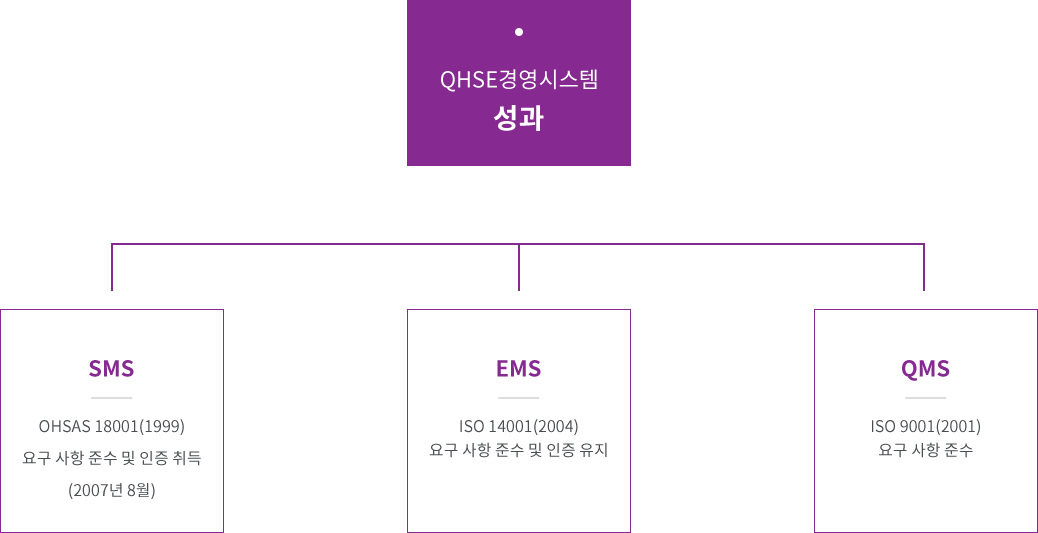 QHSE경영시스템
성과
SMS
OHSAS 18001(1999)
요구 사항 준수 및 인증 취득
(2007년 8월)
EMS
ISO 14001(2004)
요구 사항 준수 및 인증 유지
QMS
ISO 9001(2001)
요구 사항 준수